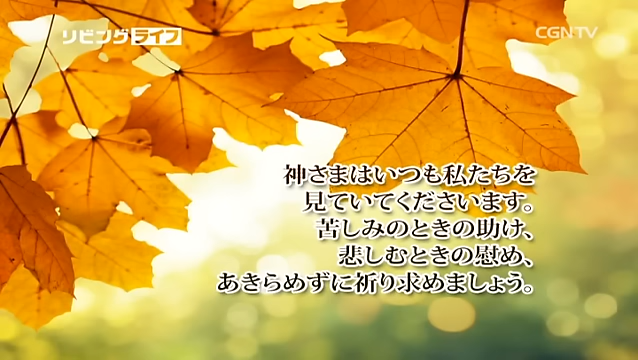 リビングライフ
CGNTV
神さまはいつも私たちを
見ていてくださいます。
苦しみのときの助け、
悲しむときの慰め、
あきらめずに祈り求めましょう。